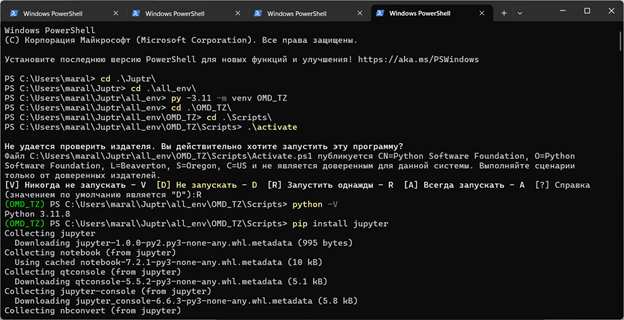 Windows PowerShell
Windows PowerShell
Windows PowerShell
Windows PowerShell
Windows PowerShell
(C) Корпорация Майкрософт (Microsoft Corporation). Все права защищены.
Установите последнюю версию PowerShell для новых функций и улучшения! https://aka.ms/PSWindows
PS C:\Users\maral> cd .\Juptr\
PS C:\Users\maral\Juptr> cd .\all_env\
PS C:\Users\maral\Juptr\all_env> py -3.11 -m venv OMD_TZ
PS C:\Users\maral\Juptr\all_env> cd .\OMD_TZ\
PS C:\Users\maral\Juptr\all_env\OMD_TZ> cd .\Scripts\
PS C:\Users\maral\Juptr\all_env\OMD_TZ\Scripts> .\activate
Не удается проверить издателя. Вы действительно хотите запустить эту программу?
Файл C:\Users\maral\Juptr\all_env\OMD_TZ\Scripts\Activate.ps1 публикуется CN=Python Software Foundation, O=Python
Software Foundation, L=Beaverton, S=Oregon, C=US и не является доверенным для данной системы. Выполняйте сценарии
только от доверенных издателей.
[V] Никогда не запускать - V [D] Не запускать - D [R] Запустить однажды - R [A] Всегда запускать - A [?] Справка
(значением по умолчанию является "D"):R
(OMD_TZ) PS C:\Users\maral\Juptr\all_env\OMD_TZ\Scripts> python -V
Python 3.11.8
(OMD_TZ) PS C:\Users\maral\Juptr\all_env\OMD_TZ\Scripts> pip install jupyter
Collecting jupyter
Downloading jupyter-1.0.0-py2.py3-none-any.whl.metadata (995 bytes)
Collecting notebook (from jupyter)
Using cached notebook-7.2.1-py3-none-any.whl.metadata (10 kB)
Collecting qtconsole (from jupyter)
Downloading qtconsole-5.5.2-py3-none-any.whl.metadata (5.1 kB)
Collecting jupyter-console (from jupyter)
Downloading jupyter_console-6.6.3-py3-none-any.whl.metadata (5.8 kB)
Collecting nbconvert (from jupyter)